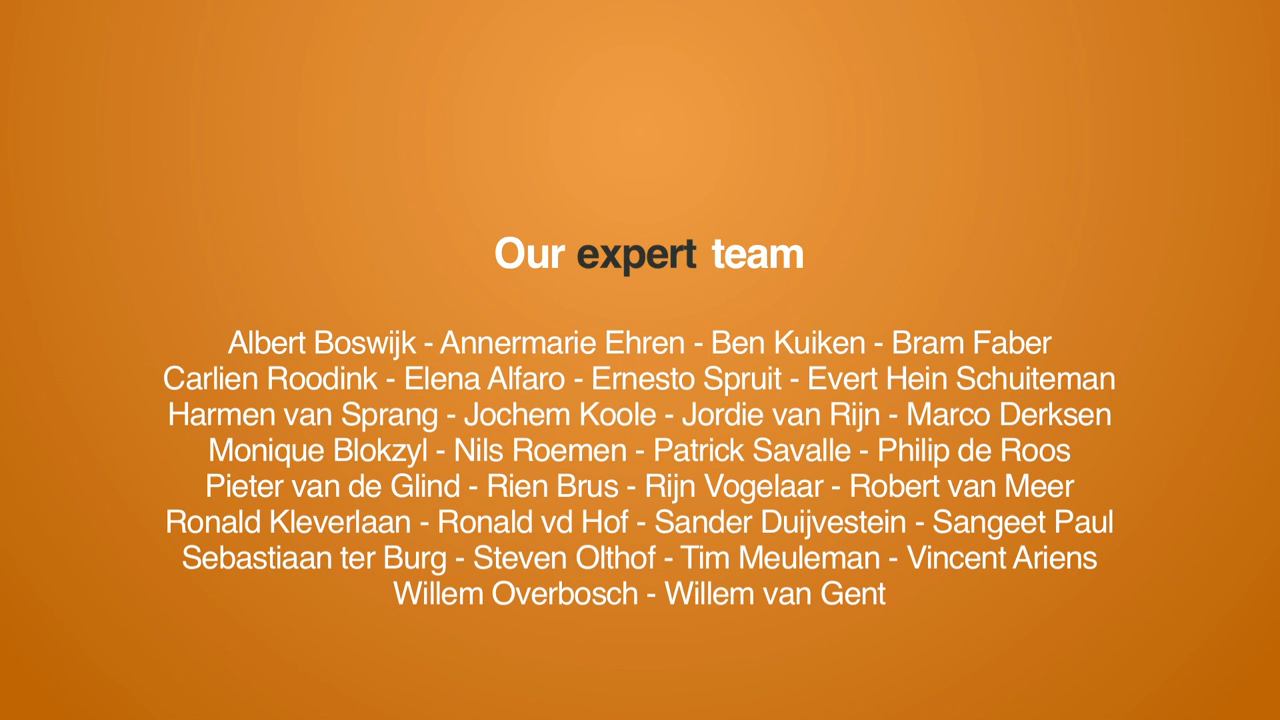 Our expert team
Albert Boswijk - Annermarie Ehren - Ben Kuiken - Bram Faber
Carlien Roodink - Elena Alfaro - Ernesto Spruit - Evert Hein Schuiteman
Harmen van Sprang - Jochem Koole - Jordie van Rijn - Marco Derksen
Monique Blokzyl - Nils Roemen - Patrick Savalle - Philip de Roos
Pieter van de Glind - Rien Brus - Rijn Vogelaar - Robert van Meer
Ronald Kleverlaan - Ronald vd Hof - Sander Duijvestein - Sangeet Paul
Sebastiaan ter Burg - Steven Olthof - Tim Meuleman - Vincent Ariens
Willem Overbosch - Willem van Gent